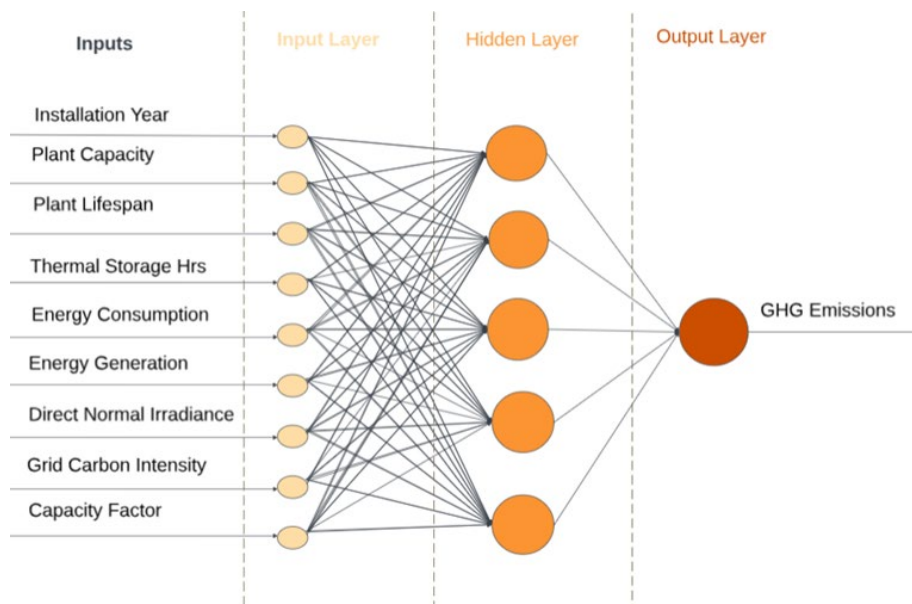 Inputs
Input Layer
Hidden Layer
Output Layer
Installation Year
Plant Capacity
Plant Lifespan
Thermal Storage Hrs
Energy Consumption
Energy Generation
Direct Normal Irradiance
Grid Carbon Intensity
Capacity Factor
GHG Emissions